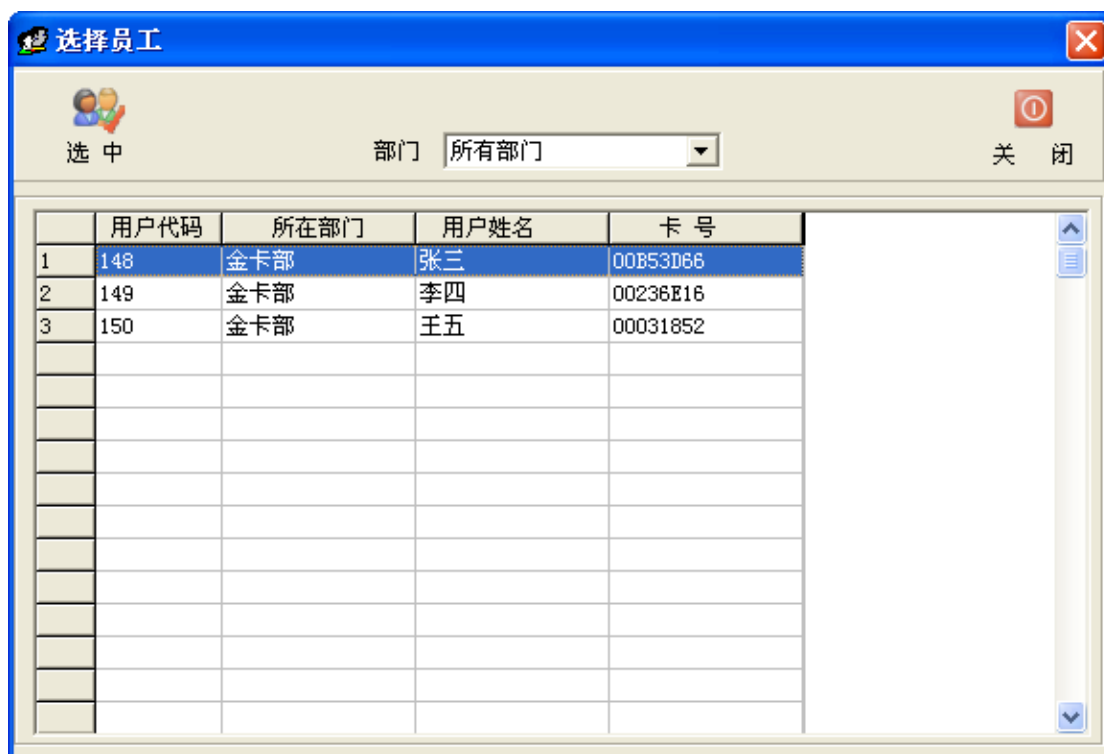 选择员工
选 中 部门 所有部门 关 闭
用户代码 所在部门 用户姓名 卡 号
1 148 金卡部 张三 00B53D66
2 149 金卡部 李四 00236E16
3 150 金卡部 王五 00031852